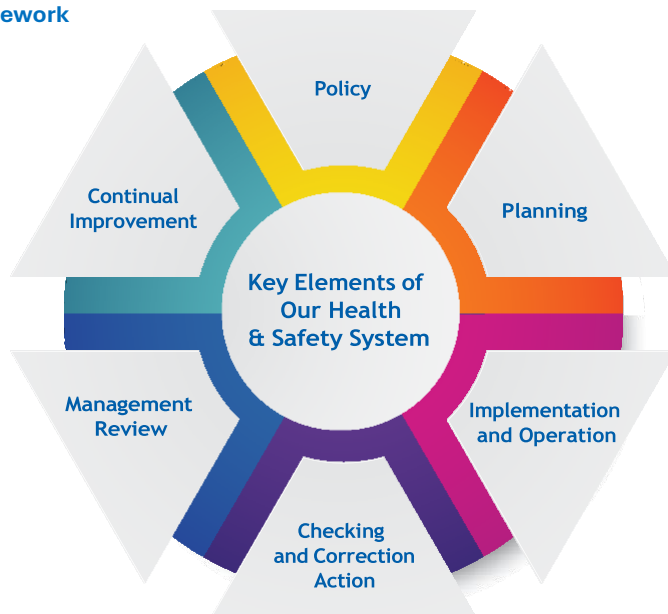 ework
Policy
Planning
Implementation
and Operation
Checking
and Correction
Action
Management
Review
Continual
Improvement
Key Elements of
Our Health
& Safety System